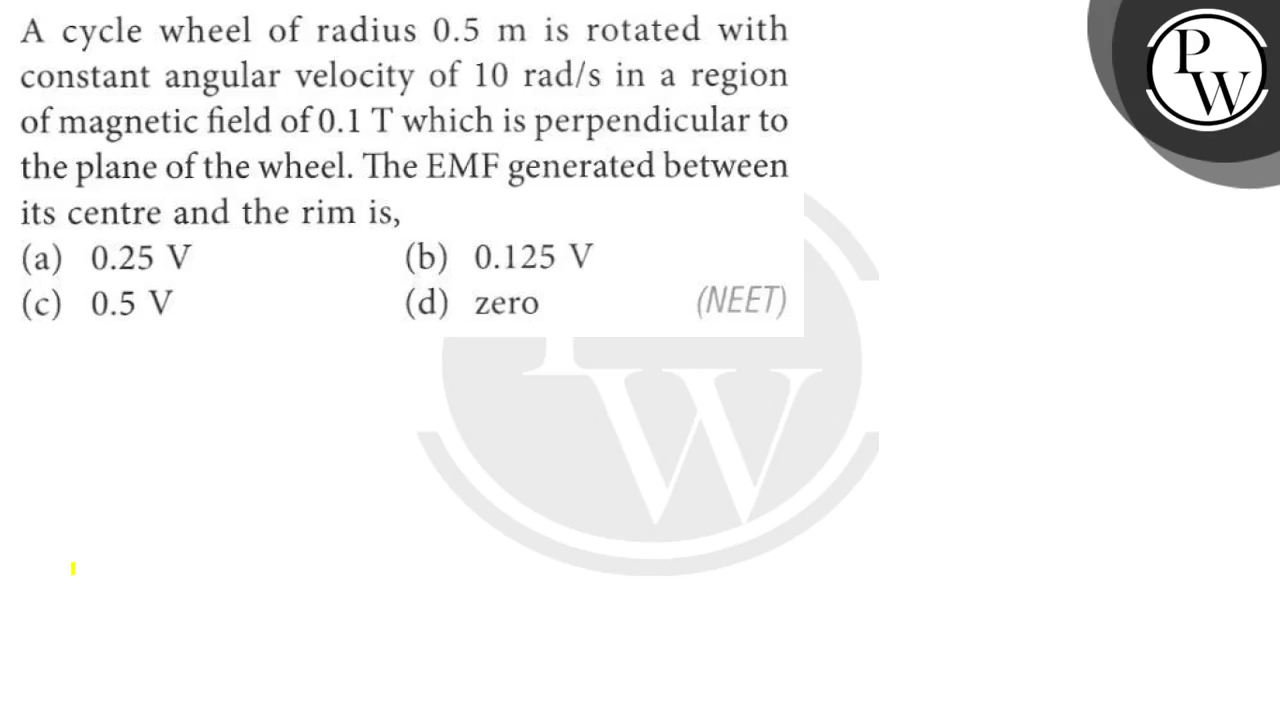 A cycle wheel of radius 0.5 m is rotated with
constant angular velocity of 10 rad/s in a region
of magnetic field of 0.1 T which is perpendicular to
the plane of the wheel. The EMF generated between
its centre and the rim is,
(a) 0.25 V (b) 0.125 V
(c) 0.5 V (d) zero (NEET)
P
W
W